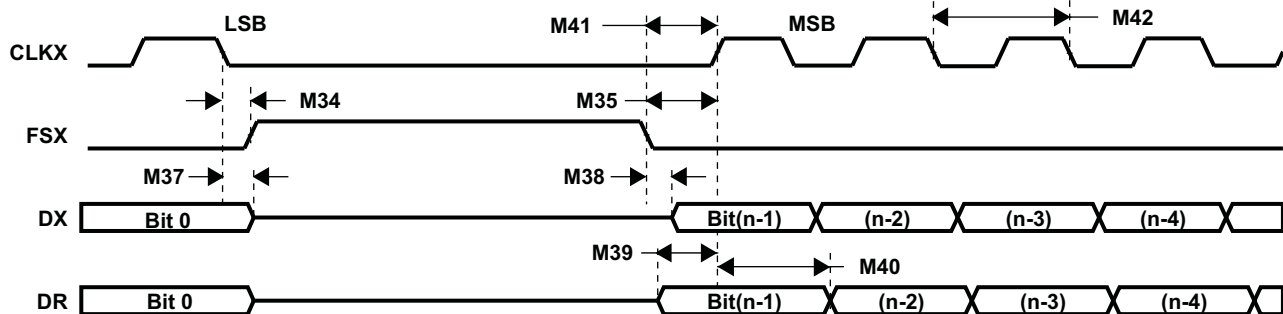 LSB M41 MSB M42
CLKX
M34 M35
FSX
M37 M38
DX Bit 0 Bit(n-1) (n-2) (n-3) (n-4)
M39 M40
DR Bit 0 Bit(n-1) (n-2) (n-3) (n-4)